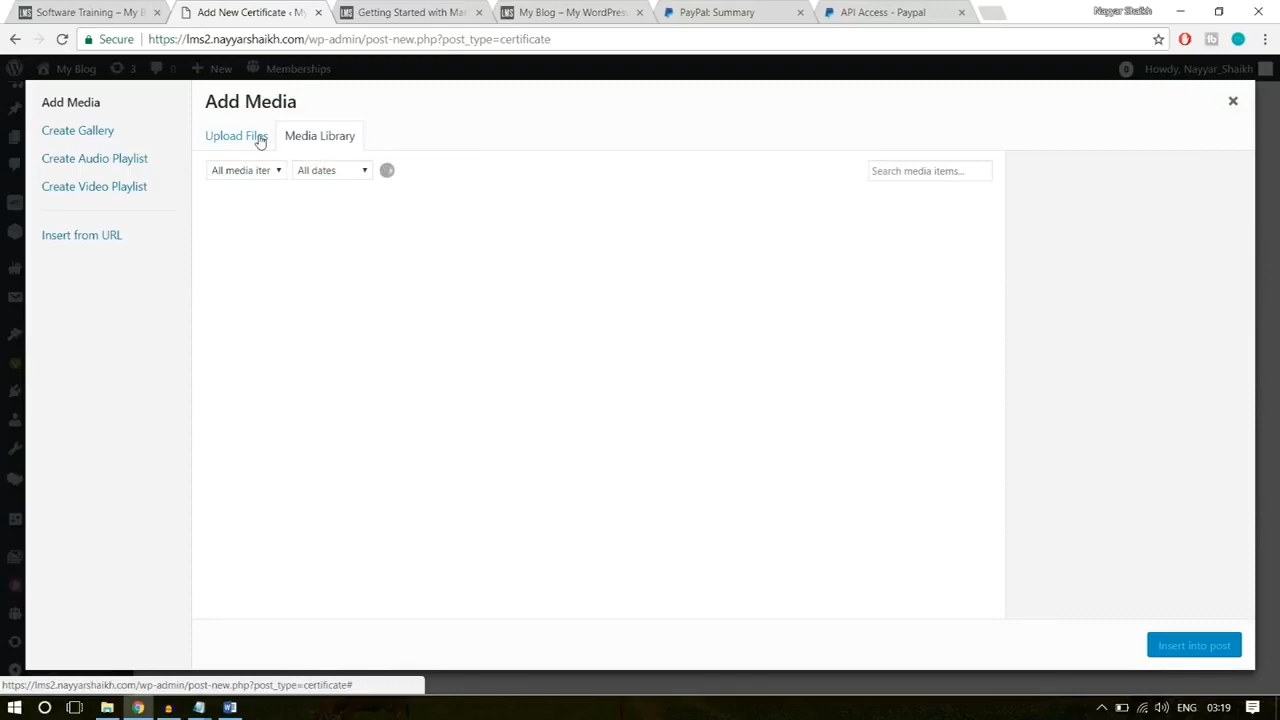 Software Training – My B
Add New Certificate ‹ My
Getting Started with Mar
My Blog – My WordPress
PayPal: Summary
API Access - Paypal
Nayyar Shaikh
Secure
https://lms2.nayyarshaikh.com/wp-admin/post-new.php?post_type=certificate
My Blog
3
0
New
Memberships
0
Howdy, Nayyar_Shaikh
Add Media
Create Gallery
Create Audio Playlist
Create Video Playlist
Insert from URL
Add Media
Upload Files
Media Library
All media iter
All dates
Search media items...
Insert into post
https://lms2.nayyarshaikh.com/wp-admin/post-new.php?post_type=certificate#
ENG
03:19